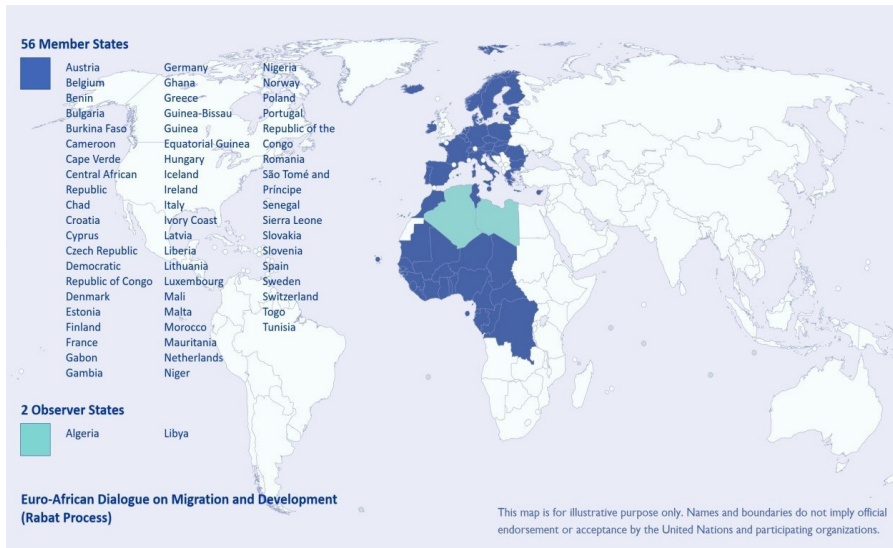 56 Member States
Austria
Belgium
Benin
Bulgaria
Burkina Faso
Cameroon
Cape Verde
Central African
Republic
Chad
Croatia
Cyprus
Czech Republic
Democratic
Republic of Congo
Denmark
Estonia
Finland
France
Gabon
Gambia
Germany
Ghana
Greece
Guinea-Bissau
Guinea
Equatorial Guinea
Hungary
Iceland
Ireland
Italy
Ivory Coast
Latvia
Liberia
Lithuania
Luxembourg
Mali
Malta
Morocco
Mauritania
Netherlands
Niger
Nigeria
Norway
Poland
Portugal
Republic of the
Congo
Romania
São Tomé and
Príncipe
Senegal
Sierra Leone
Slovakia
Slovenia
Spain
Sweden
Switzerland
Togo
Tunisia
2 Observer States
Algeria
Libya
Euro-African Dialogue on Migration and Development
(Rabat Process)
This map is for illustrative purpose only. Names and boundaries do not imply official
endorsement or acceptance by the United Nations and participating organizations.